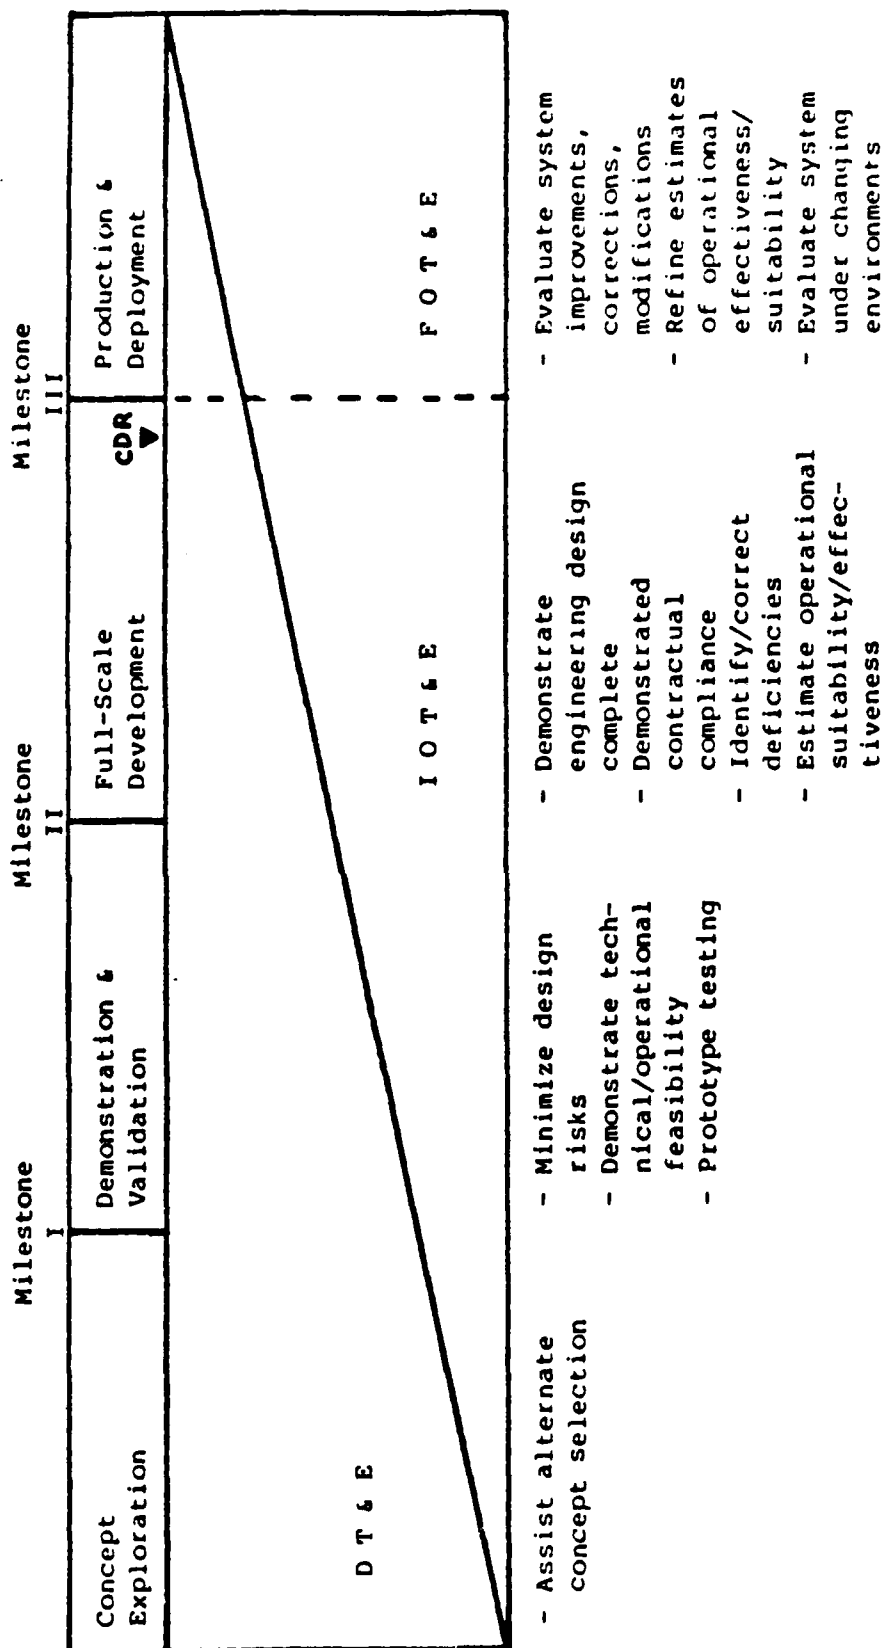 Milestone
I
Milestone
II
Milestone
III
Concept
Exploration
Demonstration &
Validation
Full-Scale
Development
CDR
Production &
Deployment
D T & E
I O T & E
F O T & E
- Assist alternate
concept selection
- Minimize design
risks
- Demonstrate tech-
nical/operational
feasibility
- Prototype testing
- Demonstrate
engineering design
complete
- Demonstrated
contractual
compliance
- Identify/correct
deficiencies
- Estimate operational
suitability/effec-
tiveness
- Evaluate system
improvements,
corrections,
modifications
- Refine estimates
of operational
effectiveness/
suitability
- Evaluate system
under changing
environments